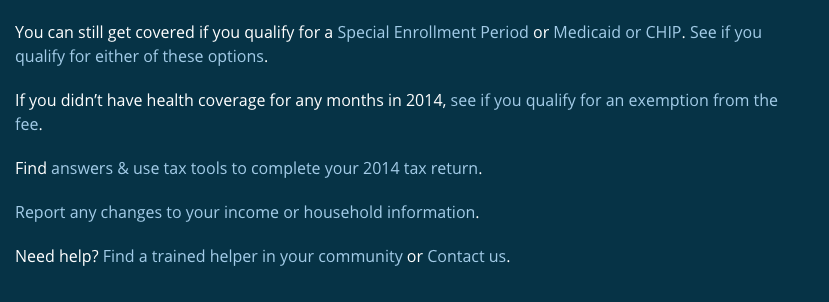 You can still get covered if you qualify for a Special Enrollment Period or Medicaid or CHIP. See if you
qualify for either of these options.
If you didn’t have health coverage for any months in 2014, see if you qualify for an exemption from the
fee.
Find answers & use tax tools to complete your 2014 tax return.
Report any changes to your income or household information.
Need help? Find a trained helper in your community or Contact us.